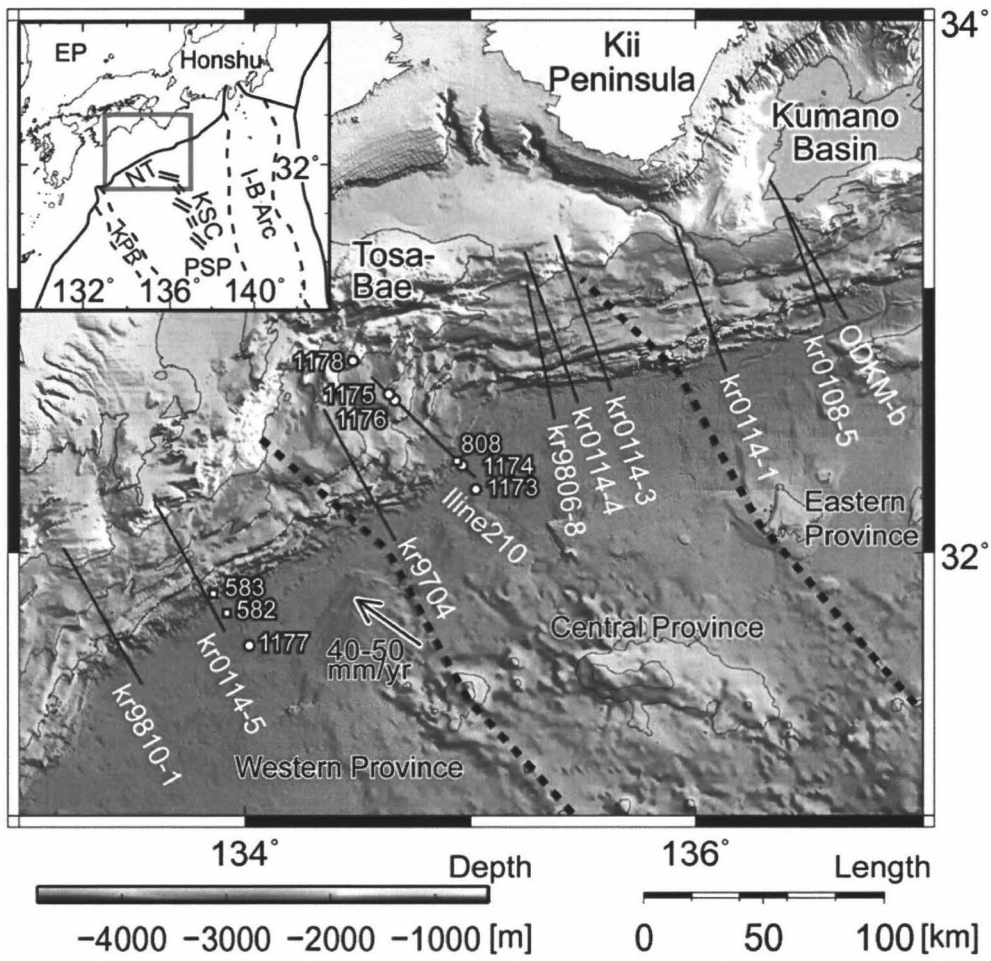 EP
Honshu
32°
NT
KSC
I-B Arc
KPR
PSP
132°
136°
140°
34°
Kii
Peninsula
Kumano
Basin
Tosa-
Bae
1178
1175
1176
808
1174
1173
lline210
kr9806-8
kr0114-4
kr0114-3
kr0114-1
kr0108-5
ODKM-b
Eastern
Province
32°
583
582
1177
kr9704
40-50
mm/yr
Central Province
kr0114-5
kr9810-1
Western Province
134°
136°
Depth
Length
−4000
−3000
−2000
−1000 [m]
0
50
100 [km]